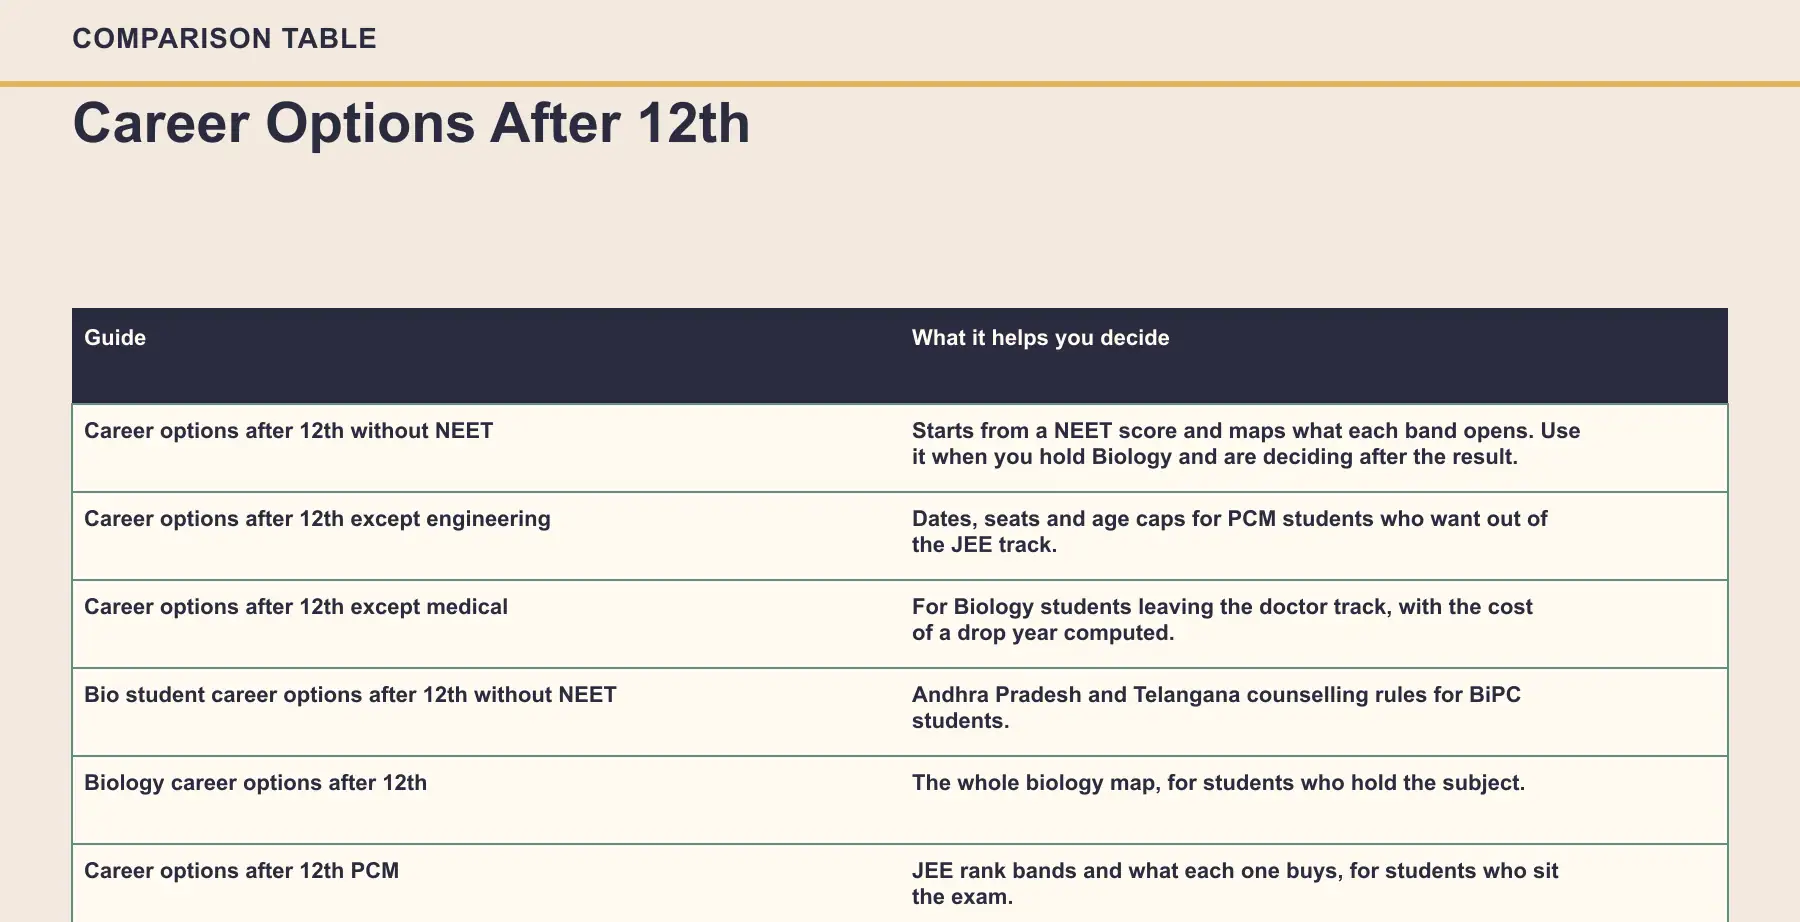 COMPARISON TABLE
Career Options After 12th
Guide
What it helps you decide
Career options after 12th without NEET
Starts from a NEET score and maps what each band opens. Use
it when you hold Biology and are deciding after the result.
Career options after 12th except engineering
Dates, seats and age caps for PCM students who want out of
the JEE track.
Career options after 12th except medical
For Biology students leaving the doctor track, with the cost
of a drop year computed.
Bio student career options after 12th without NEET
Andhra Pradesh and Telangana counselling rules for BiPC
students.
Biology career options after 12th
The whole biology map, for students who hold the subject.
Career options after 12th PCM
JEE rank bands and what each one buys, for students who sit
the exam.